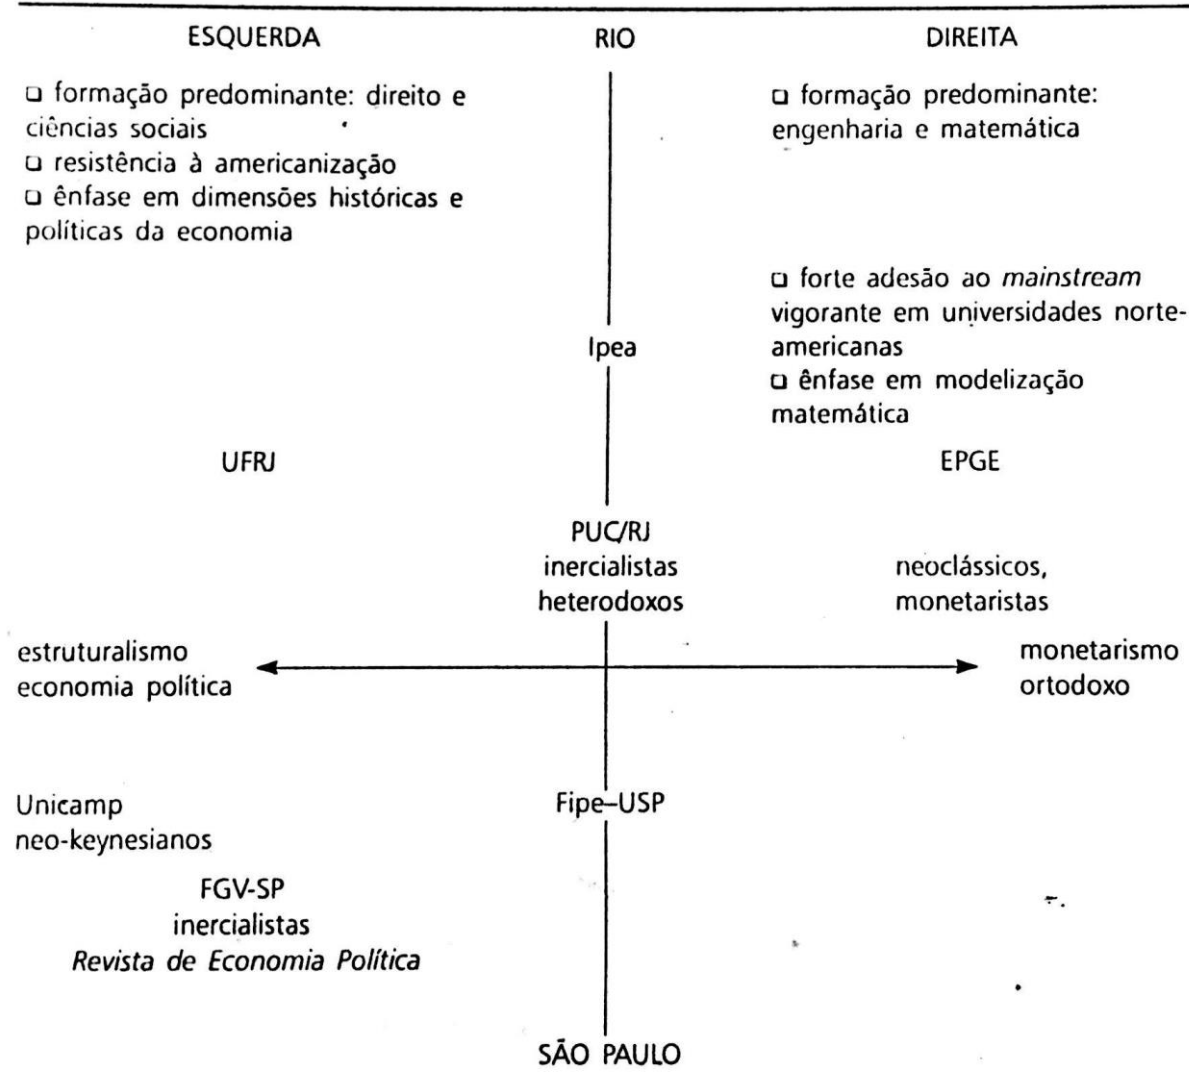 ESQUERDA
RIO
DIREITA
❑ formação predominante: direito e
ciências sociais
❑ resistência à americanização
❑ ênfase em dimensões históricas e
políticas da economia
❑ formação predominante:
engenharia e matemática
❑ forte adesão ao mainstream
vigorante em universidades norte-
americanas
❑ ênfase em modelização
matemática
Ipea
UFRJ
EPGE
PUC/RJ
inercialistas
heterodoxos
neoclássicos,
monetaristas
estruturalismo
economia política
monetarismo
ortodoxo
Unicamp
neo-keynesianos
Fipe–USP
FGV-SP
inercialistas
Revista de Economia Política
SÃO PAULO